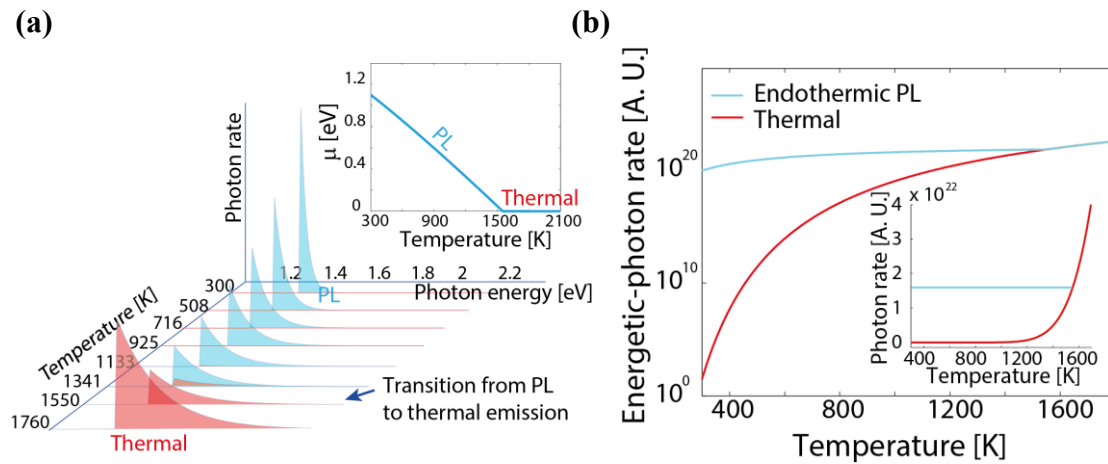 (a)
Photon rate
μ [eV]
1.2
0.8
0.4
0
PL
Thermal
300
900
1500
2100
Temperature [K]
1.2
1.4
1.6
1.8
2
2.2
Photon energy [eV]
PL
Temperature [K]
300
508
716
925
1133
1341
1550
1760
Transition from PL
to thermal emission
Thermal
(b)
Energetic-photon rate [A. U.]
10^20
10^10
10^0
Endothermic PL
Thermal
400
800
1200
1600
Temperature [K]
x 10^22
Photon rate [A. U.]
4
3
2
1
0
400
800
1200
1600
Temperature [K]